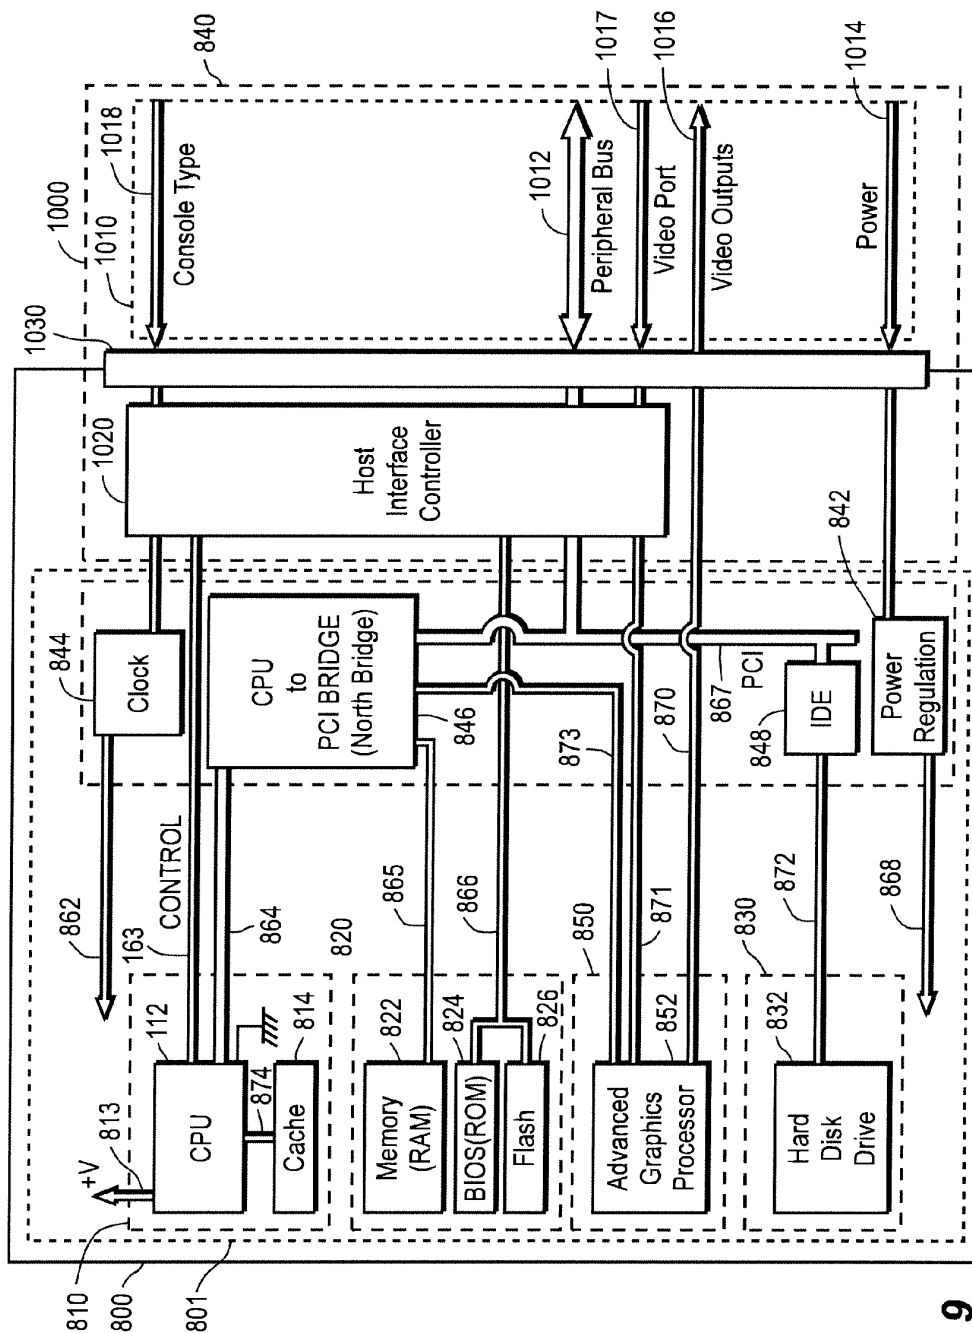 1030
844
1000
862
810
+V
813
1020
1010
1018
800
112
Clock
163
CONTROL
Console Type
801
CPU
840
874
864
CPU
to
PCI BRIDGE
(North Bridge)
Cache
814
820
865
Host
Interface
Controller
822
Memory
(RAM)
824
866
846
BIOS(ROM)
Flash
826
1012
850
873
Peripheral Bus
1017
Advanced
Graphics
Processor
852
871
870
867
PCI
Video Port
1016
Video Outputs
830
832
872
848
IDE
842
Hard
Disk
Drive
868
Power
Regulation
Power
1014
9